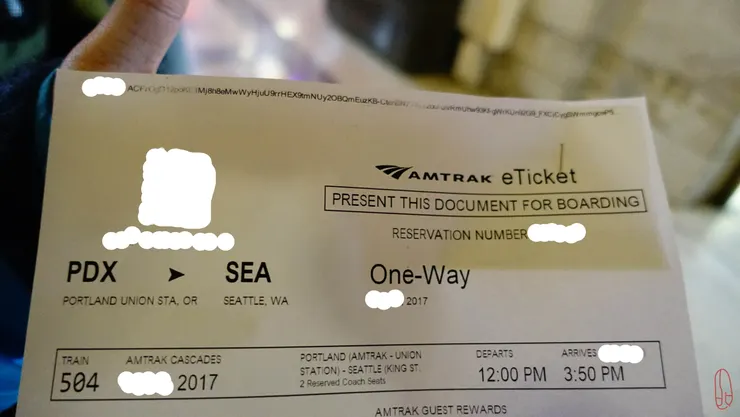 AMTRAK eTicket
PRESENT THIS DOCUMENT FOR BOARDING
RESERVATION NUMBER
PDX ➤ SEA One-Way
PORTLAND UNION STA, OR SEATTLE, WA 2017
TRAIN AMTRAK CASCADES PORTLAND (AMTRAK - UNION DEPARTS ARRIVES
504 2017 STATION) - SEATTLE (KING ST. 12:00 PM 3:50 PM
2 Reserved Coach Seats
AMTRAK GUEST REWARDS